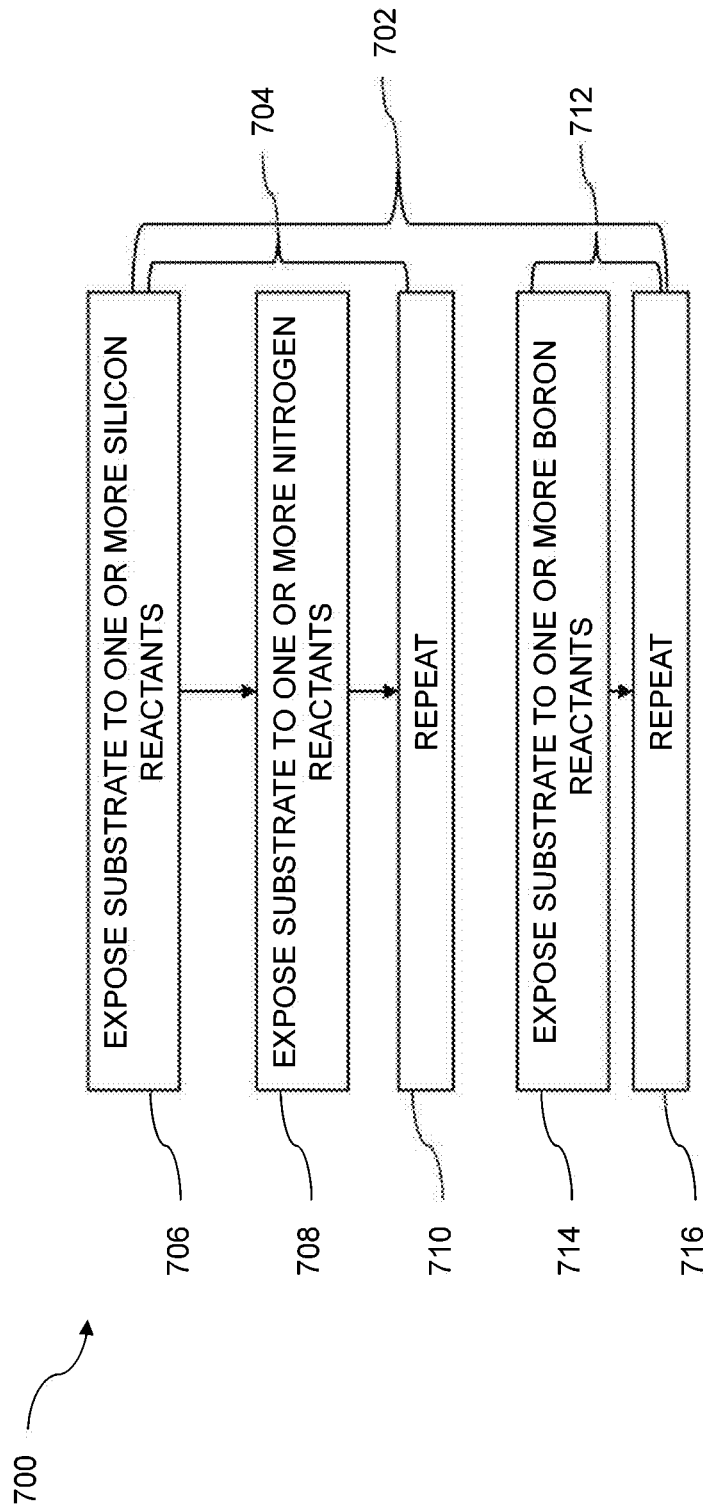 700
702
704
706
EXPOSE SUBSTRATE TO ONE OR MORE SILICON
REACTANTS
708
EXPOSE SUBSTRATE TO ONE OR MORE NITROGEN
REACTANTS
710
REPEAT
712
714
EXPOSE SUBSTRATE TO ONE OR MORE BORON
REACTANTS
716
REPEAT